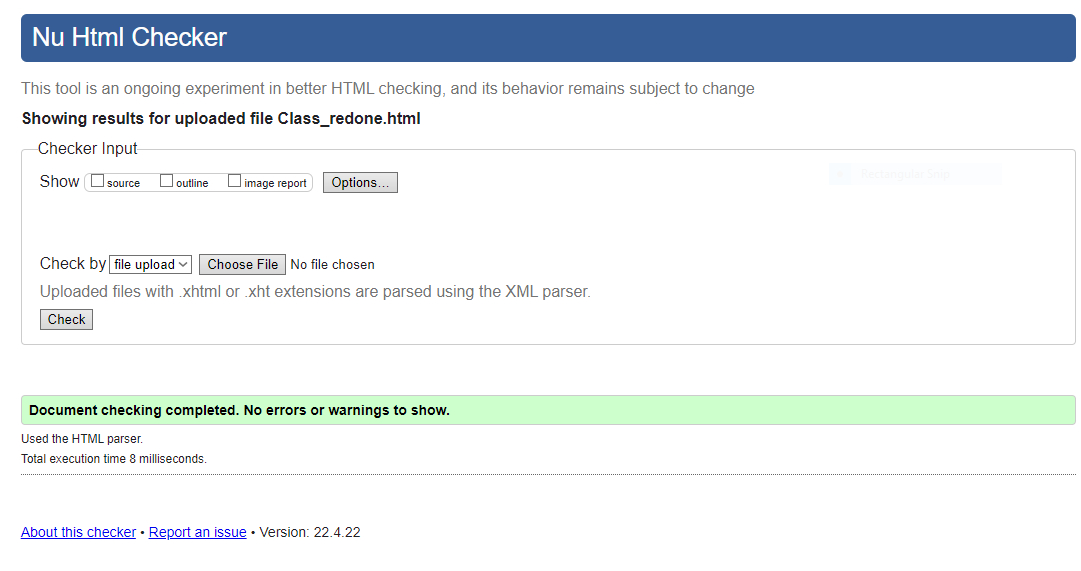 Nu Html Checker
This tool is an ongoing experiment in better HTML checking, and its behavior remains subject to change
Showing results for uploaded file Class_redone.html
Checker Input
Show source outline image report Options...
Rectangular Snip
Check by file upload Choose File No file chosen
Uploaded files with .xhtml or .xht extensions are parsed using the XML parser.
Check
Document checking completed. No errors or warnings to show.
Used the HTML parser.
Total execution time 8 milliseconds.
About this checker • Report an issue • Version: 22.4.22